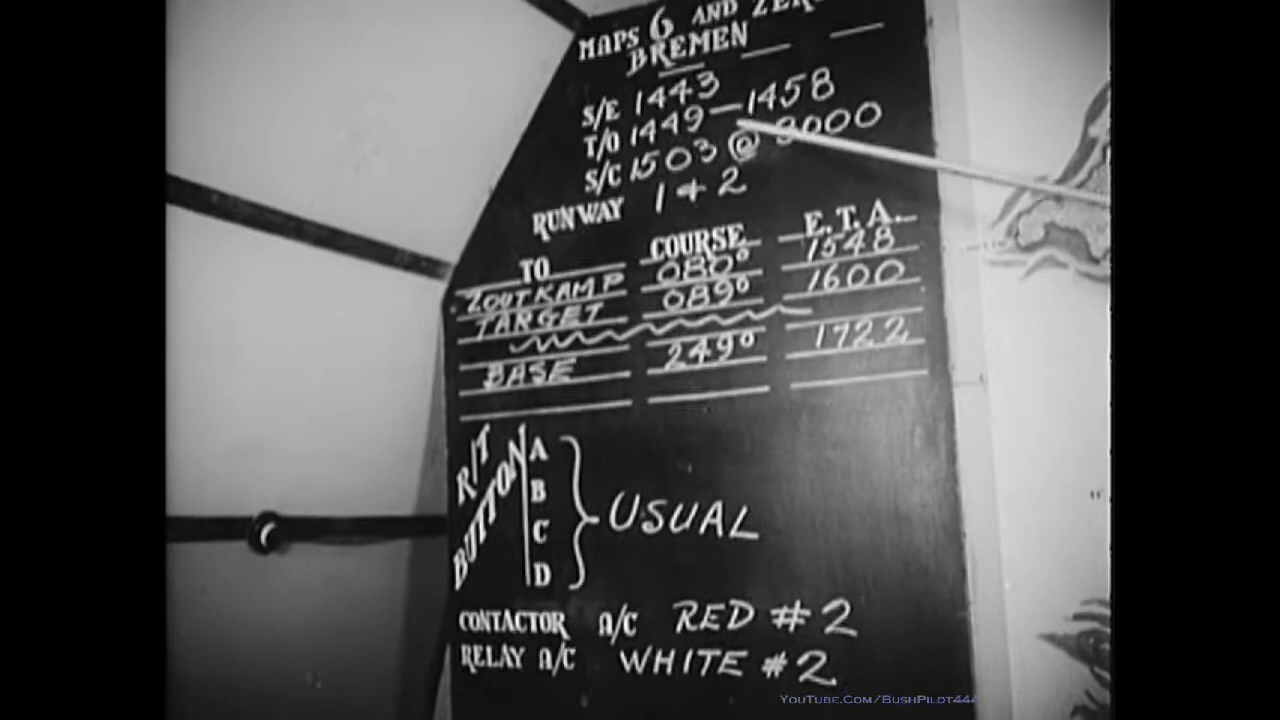 MAPS 6 AND
BREMEN
S/E 1443
T/O 1449 – 1458
S/C 1503 @ 8000
RUNWAY 1 + 2
TO COURSE E.T.A.
ZOUTKAMP 080° 1548
TARGET 089° 1600
BASE 249° 1722
R/T BUTTON
A
B
C
D
USUAL
CONTACTOR A/C RED #2
RELAY A/C WHITE #2
YOUTUBE.COM/BUSHPILOT444